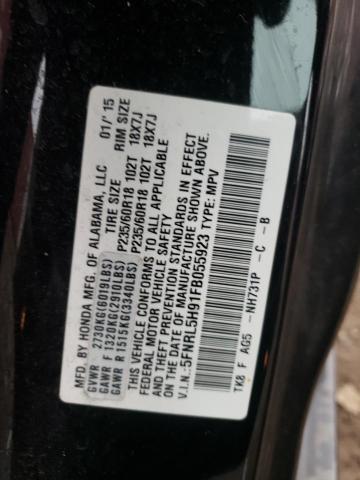 MFD. BY HONDA MFG. OF ALABAMA, LLC 01/'15
GVWR 2730KG(6019LBS) TIRE SIZE RIM SIZE
GAWR F 1320KG(2910LBS) P235/60R18 102T 18X7J
GAWR R 1515KG(3340LBS) P235/60R18 102T 18X7J
THIS VEHICLE CONFORMS TO ALL APPLICABLE
FEDERAL MOTOR VEHICLE SAFETY
AND THEFT PREVENTION STANDARDS IN EFFECT
ON THE DATE OF MANUFACTURE SHOWN ABOVE.
V.I.N.:5FNRL5H91FB055923 TYPE: MPV
TK8 F AG5 -NH731P - C - B